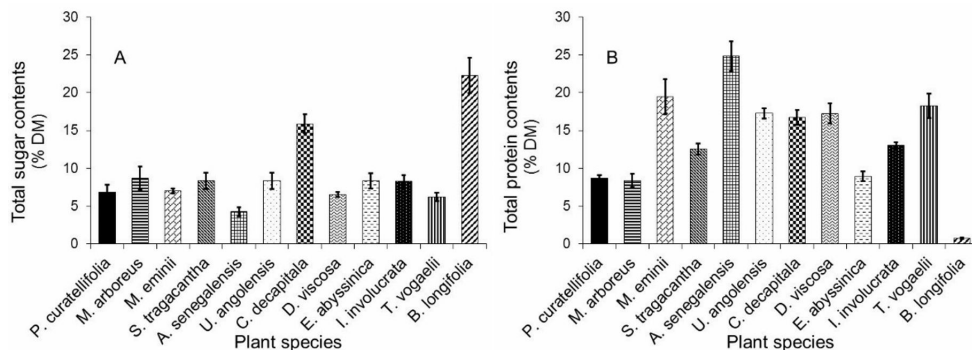 A
Total sugar contents
(% DM)
30
25
20
15
10
5
0
P. curatellifolia
M. arboreus
M. eminii
S. tragacantha
A. senegalensis
U. angolensis
C. decapitala
D. viscosa
E. abyssinica
I. involucrata
T. vogaelii
B. longifolia
Plant species
B
Total protein contents
(% DM)
30
25
20
15
10
5
0
P. curatellifolia
M. arboreus
M. eminii
S. tragacantha
A. senegalensis
U. angolensis
C. decapitala
D. viscosa
E. abyssinica
I. involucrata
T. vogaelii
B. longifolia
Plant species